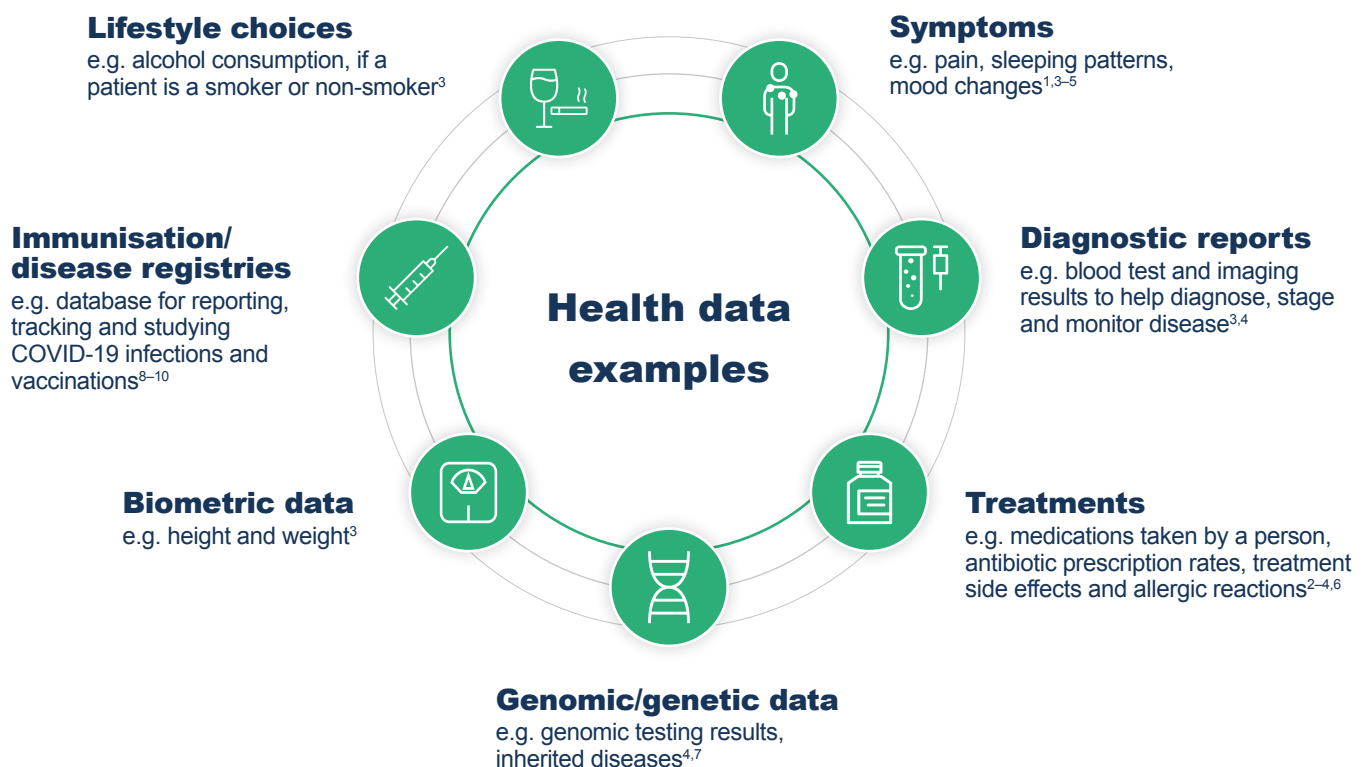 Lifestyle choices
e.g. alcohol consumption, if a
patient is a smoker or non-smoker³
Symptoms
e.g. pain, sleeping patterns,
mood changes¹,³⁻⁵
Immunisation/
disease registries
e.g. database for reporting,
tracking and studying
COVID-19 infections and
vaccinations⁸⁻¹⁰
Health data
examples
Diagnostic reports
e.g. blood test and imaging
results to help diagnose, stage
and monitor disease³,⁴
Biometric data
e.g. height and weight³
Treatments
e.g. medications taken by a person,
antibiotic prescription rates, treatment
side effects and allergic reactions²⁻⁴,⁶
Genomic/genetic data
e.g. genomic testing results,
inherited diseases⁴,⁷